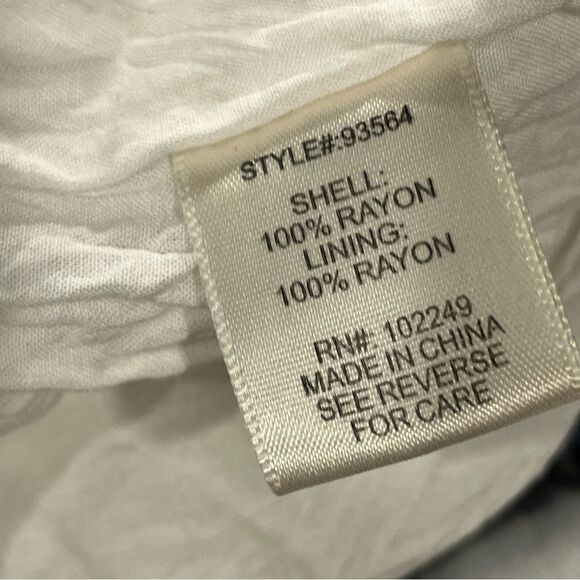 STYLE#:93564
SHELL:
100% RAYON
LINING:
100% RAYON
RN#: 102249
MADE IN CHINA
SEE REVERSE
FOR CARE